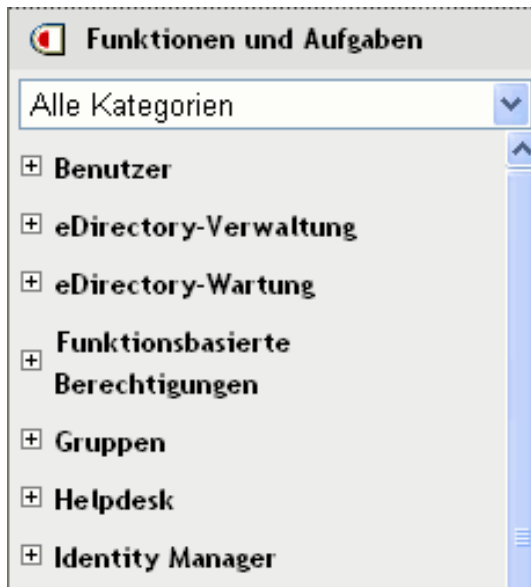 Funktionen und Aufgaben
Alle Kategorien
Benutzer
eDirectory-Verwaltung
eDirectory-Wartung
Funktionsbasierte
Berechtigungen
Gruppen
Helpdesk
Identity Manager